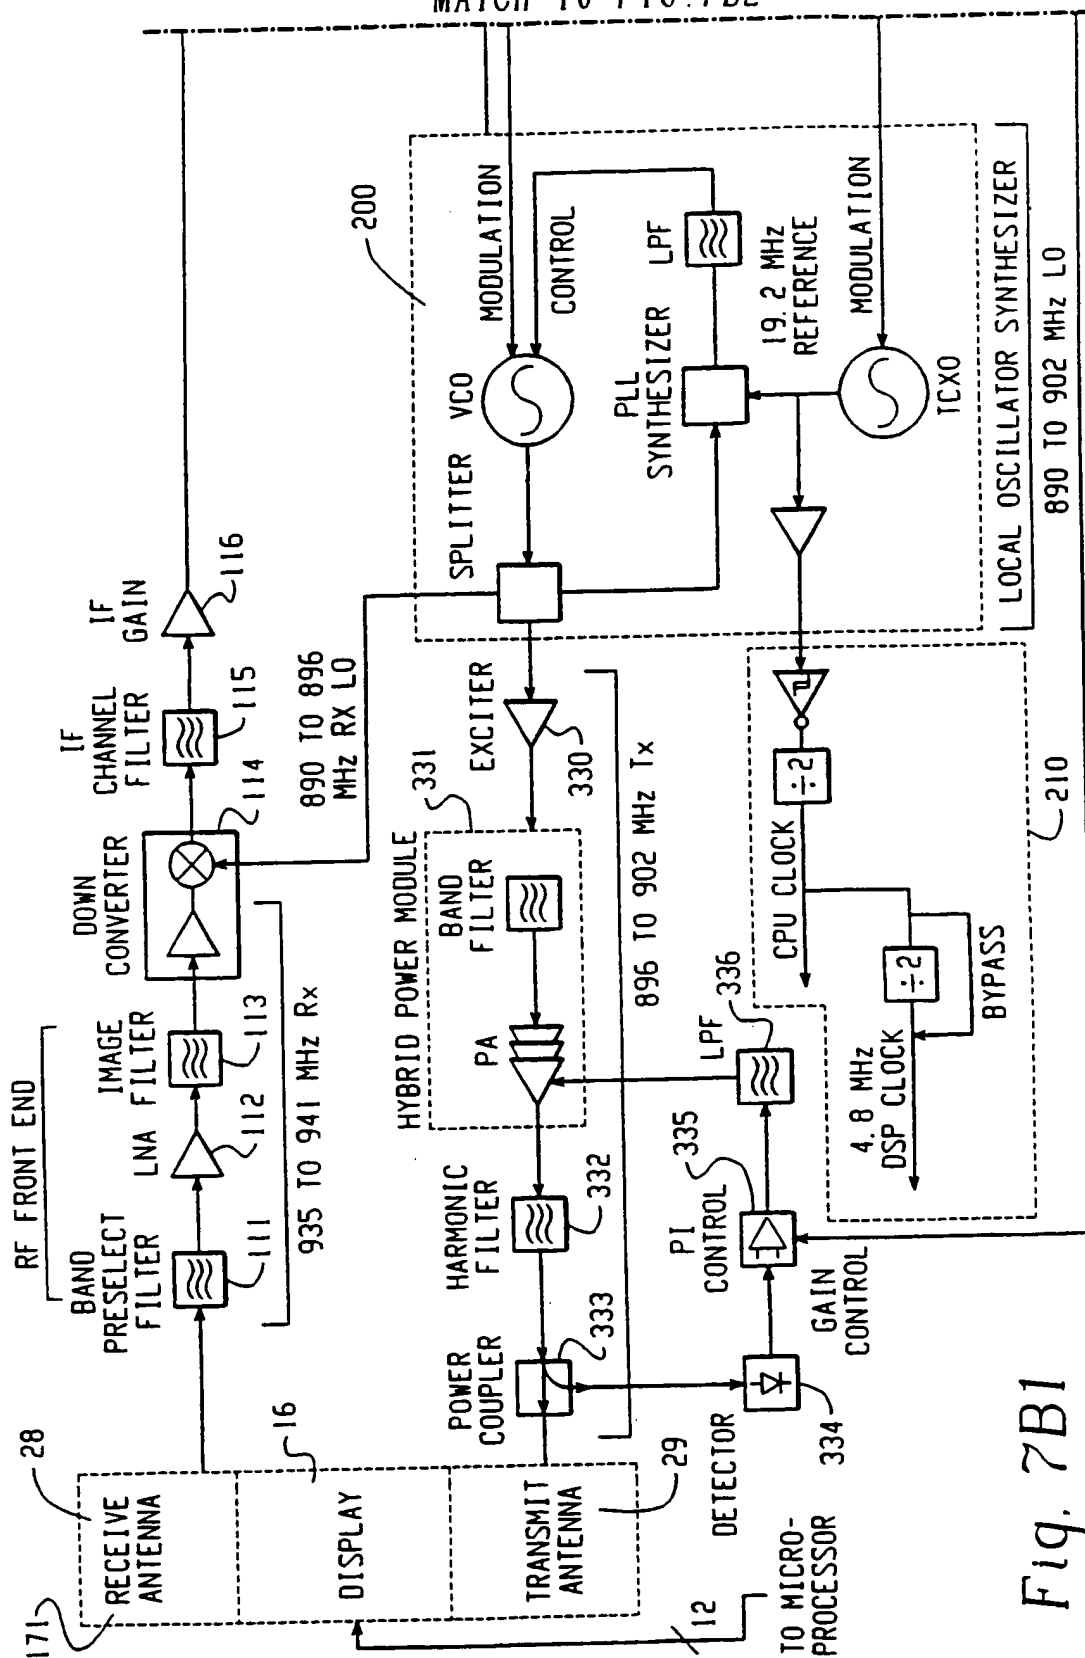 MATCH TO FIG. 7B2
171
28
RECEIVE
ANTENNA
16
DISPLAY
TRANSMIT
ANTENNA
29
12
TO MICRO-
PROCESSOR
RF FRONT END
BAND
PRESELECT
FILTER
111
LNA
112
IMAGE
FILTER
113
935 TO 941 MHz Rx
DOWN
CONVERTER
114
IF
CHANNEL
FILTER
115
IF
GAIN
116
890 TO 896
MHz RX LO
POWER
COUPLER
333
HARMONIC
FILTER
332
HYBRID POWER MODULE
331
PA
BAND
FILTER
EXCITER
330
896 TO 902 MHz Tx
SPLITTER
VCO
MODULATION
CONTROL
200
PLL
SYNTHESIZER
LPF
19.2 MHz
REFERENCE
MODULATION
TCXO
LOCAL OSCILLATOR SYNTHESIZER
890 TO 902 MHz LO
DETECTOR
334
PI
CONTROL
335
GAIN
CONTROL
LPF
336
CPU CLOCK
÷2
4.8 MHz
DSP CLOCK
÷2
BYPASS
210
Fig. 7B1